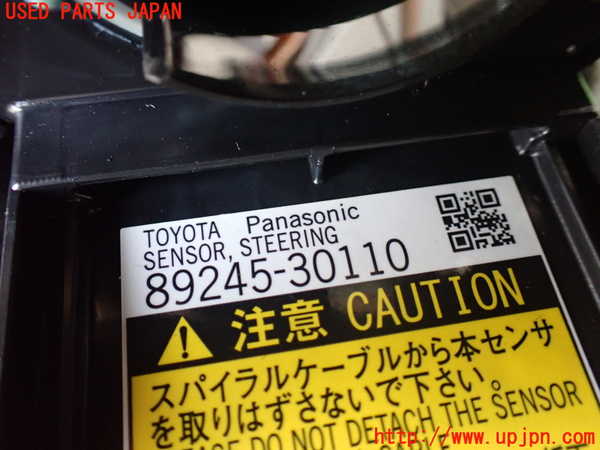 USED PARTS JAPAN
TOYOTA Panasonic
SENSOR, STEERING
89245-30110
注意 CAUTION
スパイラルケーブルから本センサ
を取りはずさないで下さい。
DO NOT DETACH THE SENSOR
http://www.upjpn.com